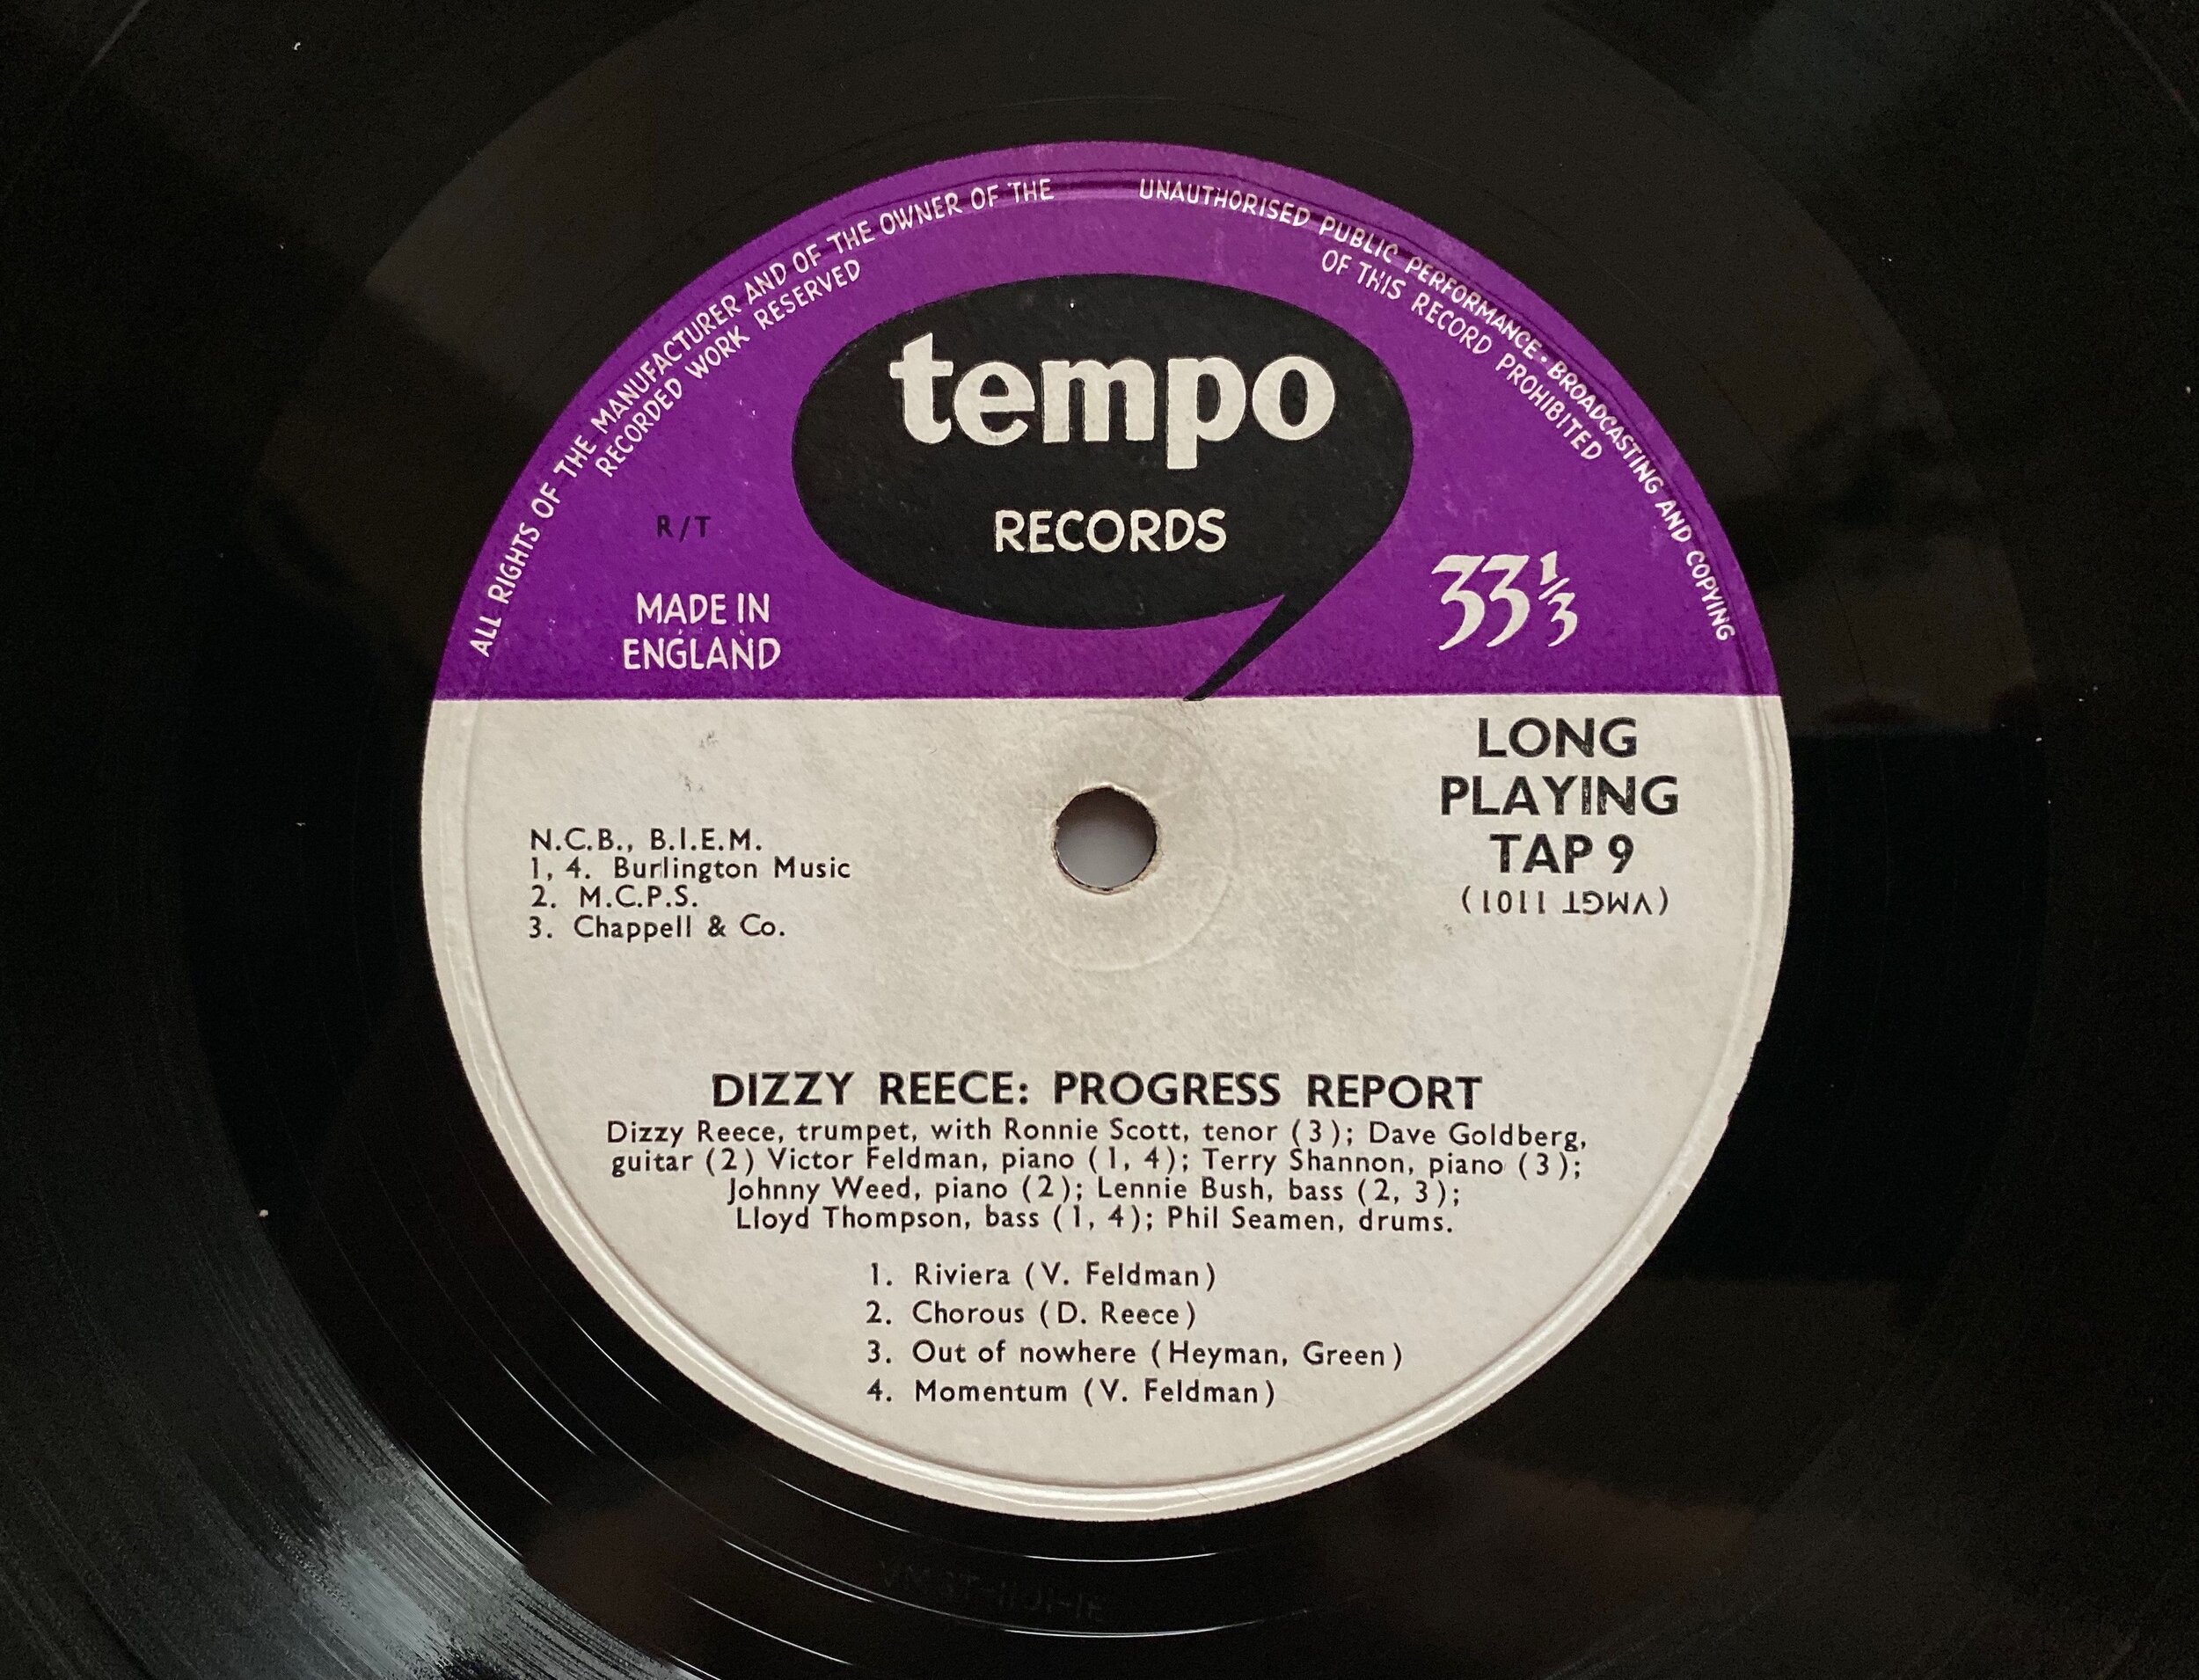 ALL RIGHTS OF THE MANUFACTURER AND OF THE OWNER OF THE
RECORDED WORK RESERVED
UNAUTHORISED PUBLIC PERFORMANCE·BROADCASTING AND COPYING
OF THIS RECORD PROHIBITED
tempo
RECORDS
R/T
MADE IN
ENGLAND
33⅓
LONG
PLAYING
TAP 9
(VMGT 1101)
N.C.B., B.I.E.M.
1, 4. Burlington Music
2. M.C.P.S.
3. Chappell & Co.
DIZZY REECE: PROGRESS REPORT
Dizzy Reece, trumpet, with Ronnie Scott, tenor (3); Dave Goldberg,
guitar (2) Victor Feldman, piano (1, 4); Terry Shannon, piano (3);
Johnny Weed, piano (2); Lennie Bush, bass (2, 3);
Lloyd Thompson, bass (1, 4); Phil Seamen, drums.
1. Riviera (V. Feldman)
2. Chorous (D. Reece)
3. Out of nowhere (Heyman, Green)
4. Momentum (V. Feldman)